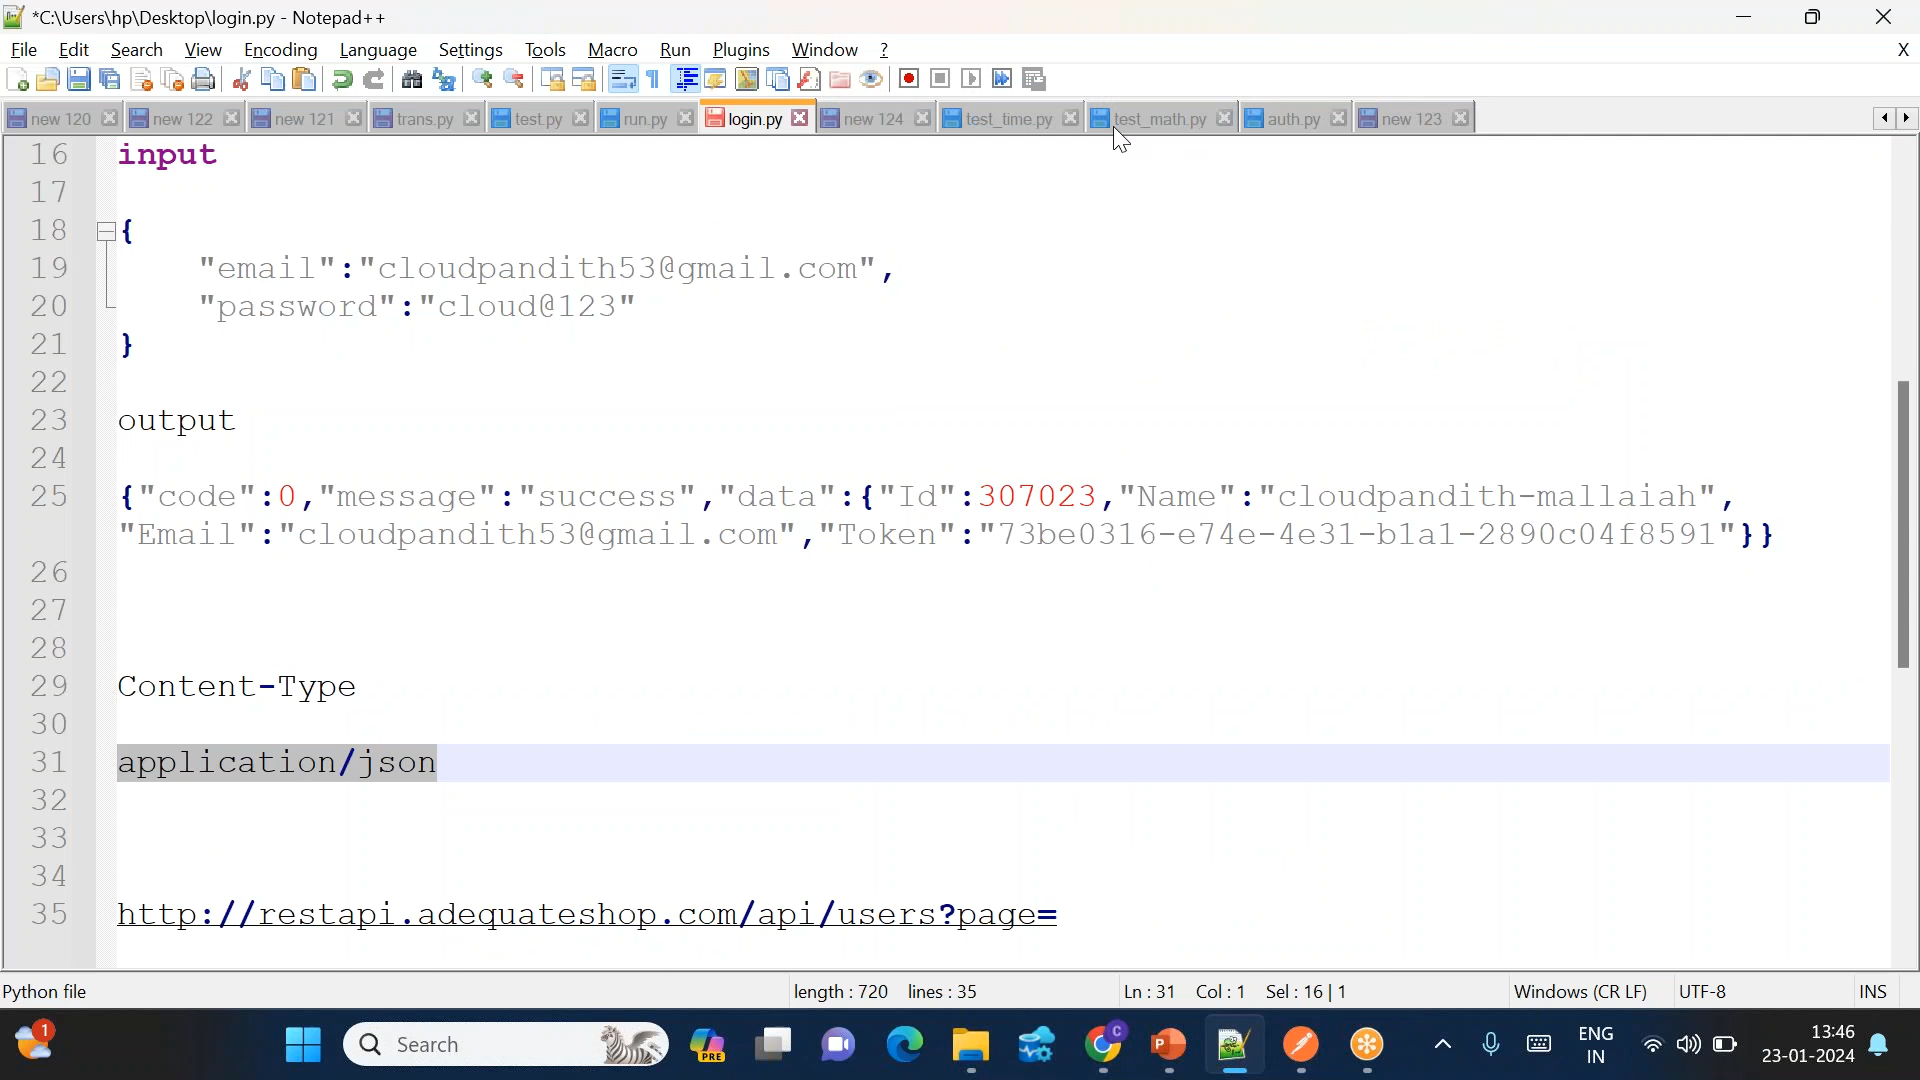 *C:\Users\hp\Desktop\login.py - Notepad++
File Edit Search View Encoding Language Settings Tools Macro Run Plugins Window ? X
new 120 new 122 new 121 trans.py test.py run.py login.py new 124 test_time.py test_math.py auth.py new 123
16 input
17
18 {
19 "email":"cloudpandith53@gmail.com",
20 "password":"cloud@123"
21 }
22
23 output
24
25 {"code":0,"message":"success","data":{"Id":307023,"Name":"cloudpandith-mallaiah",
"Email":"cloudpandith53@gmail.com","Token":"73be0316-e74e-4e31-b1a1-2890c04f8591"}}
26
27
28
29 Content-Type
30
31 application/json
32
33
34
35 http://restapi.adequateshop.com/api/users?page=
Python file length : 720 lines : 35 Ln : 31 Col : 1 Sel : 16 | 1 Windows (CR LF) UTF-8 INS
1 Search PRE C ENG 13:46
IN 23-01-2024